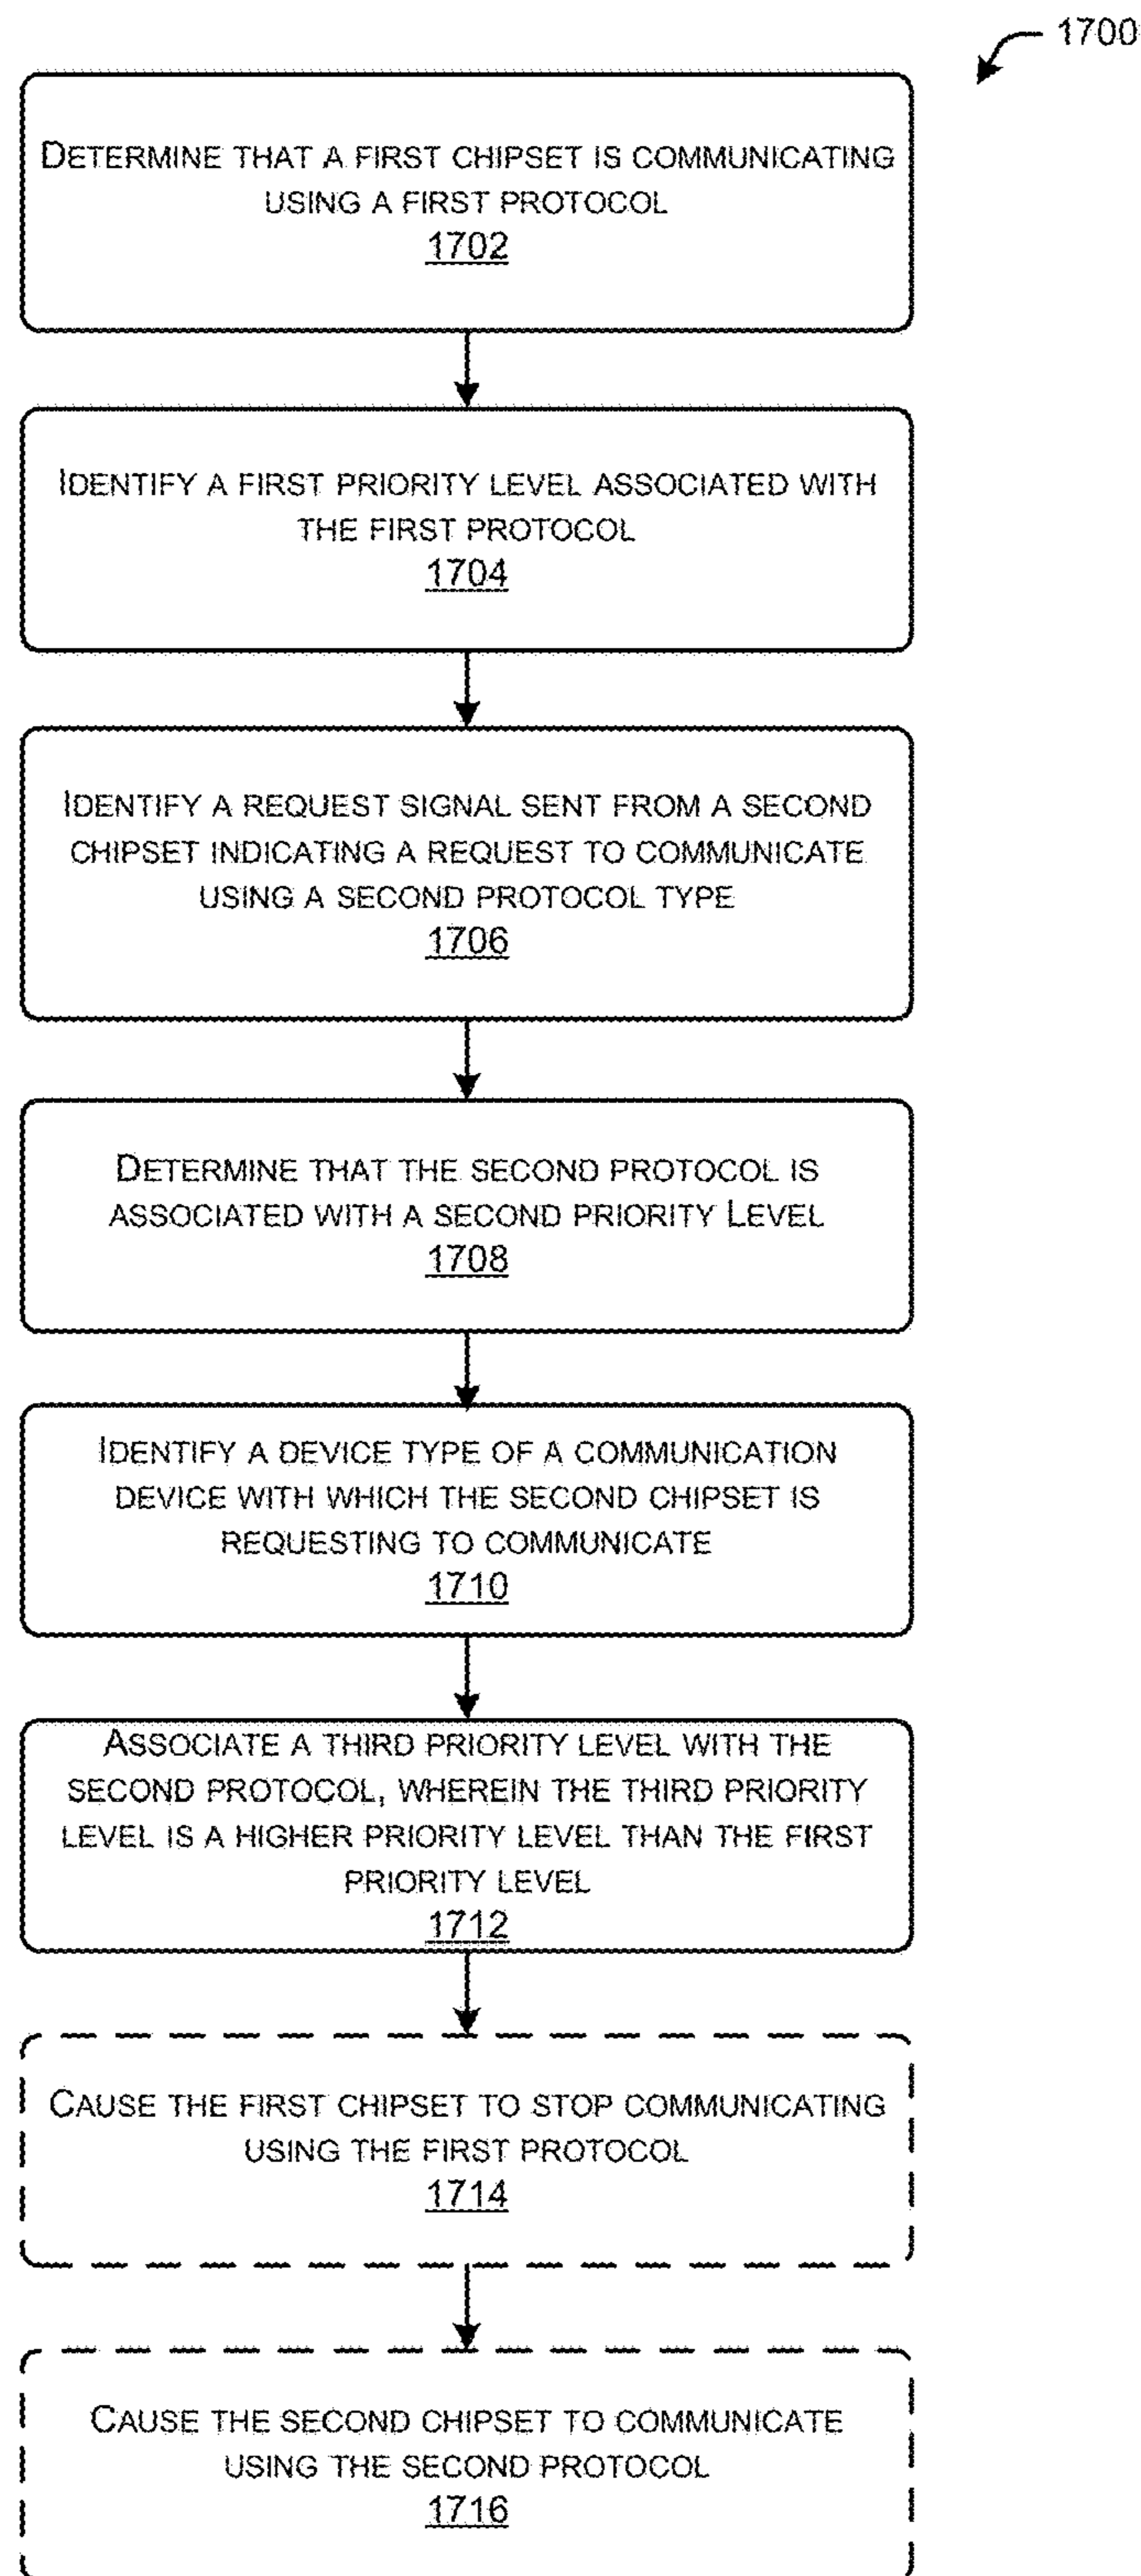 1700
DETERMINE THAT A FIRST CHIPSET IS COMMUNICATING
USING A FIRST PROTOCOL
1702
IDENTIFY A FIRST PRIORITY LEVEL ASSOCIATED WITH
THE FIRST PROTOCOL
1704
IDENTIFY A REQUEST SIGNAL SENT FROM A SECOND
CHIPSET INDICATING A REQUEST TO COMMUNICATE
USING A SECOND PROTOCOL TYPE
1706
DETERMINE THAT THE SECOND PROTOCOL IS
ASSOCIATED WITH A SECOND PRIORITY LEVEL
1708
IDENTIFY A DEVICE TYPE OF A COMMUNICATION
DEVICE WITH WHICH THE SECOND CHIPSET IS
REQUESTING TO COMMUNICATE
1710
ASSOCIATE A THIRD PRIORITY LEVEL WITH THE
SECOND PROTOCOL, WHEREIN THE THIRD PRIORITY
LEVEL IS A HIGHER PRIORITY LEVEL THAN THE FIRST
PRIORITY LEVEL
1712
CAUSE THE FIRST CHIPSET TO STOP COMMUNICATING
USING THE FIRST PROTOCOL
1714
CAUSE THE SECOND CHIPSET TO COMMUNICATE
USING THE SECOND PROTOCOL
1716